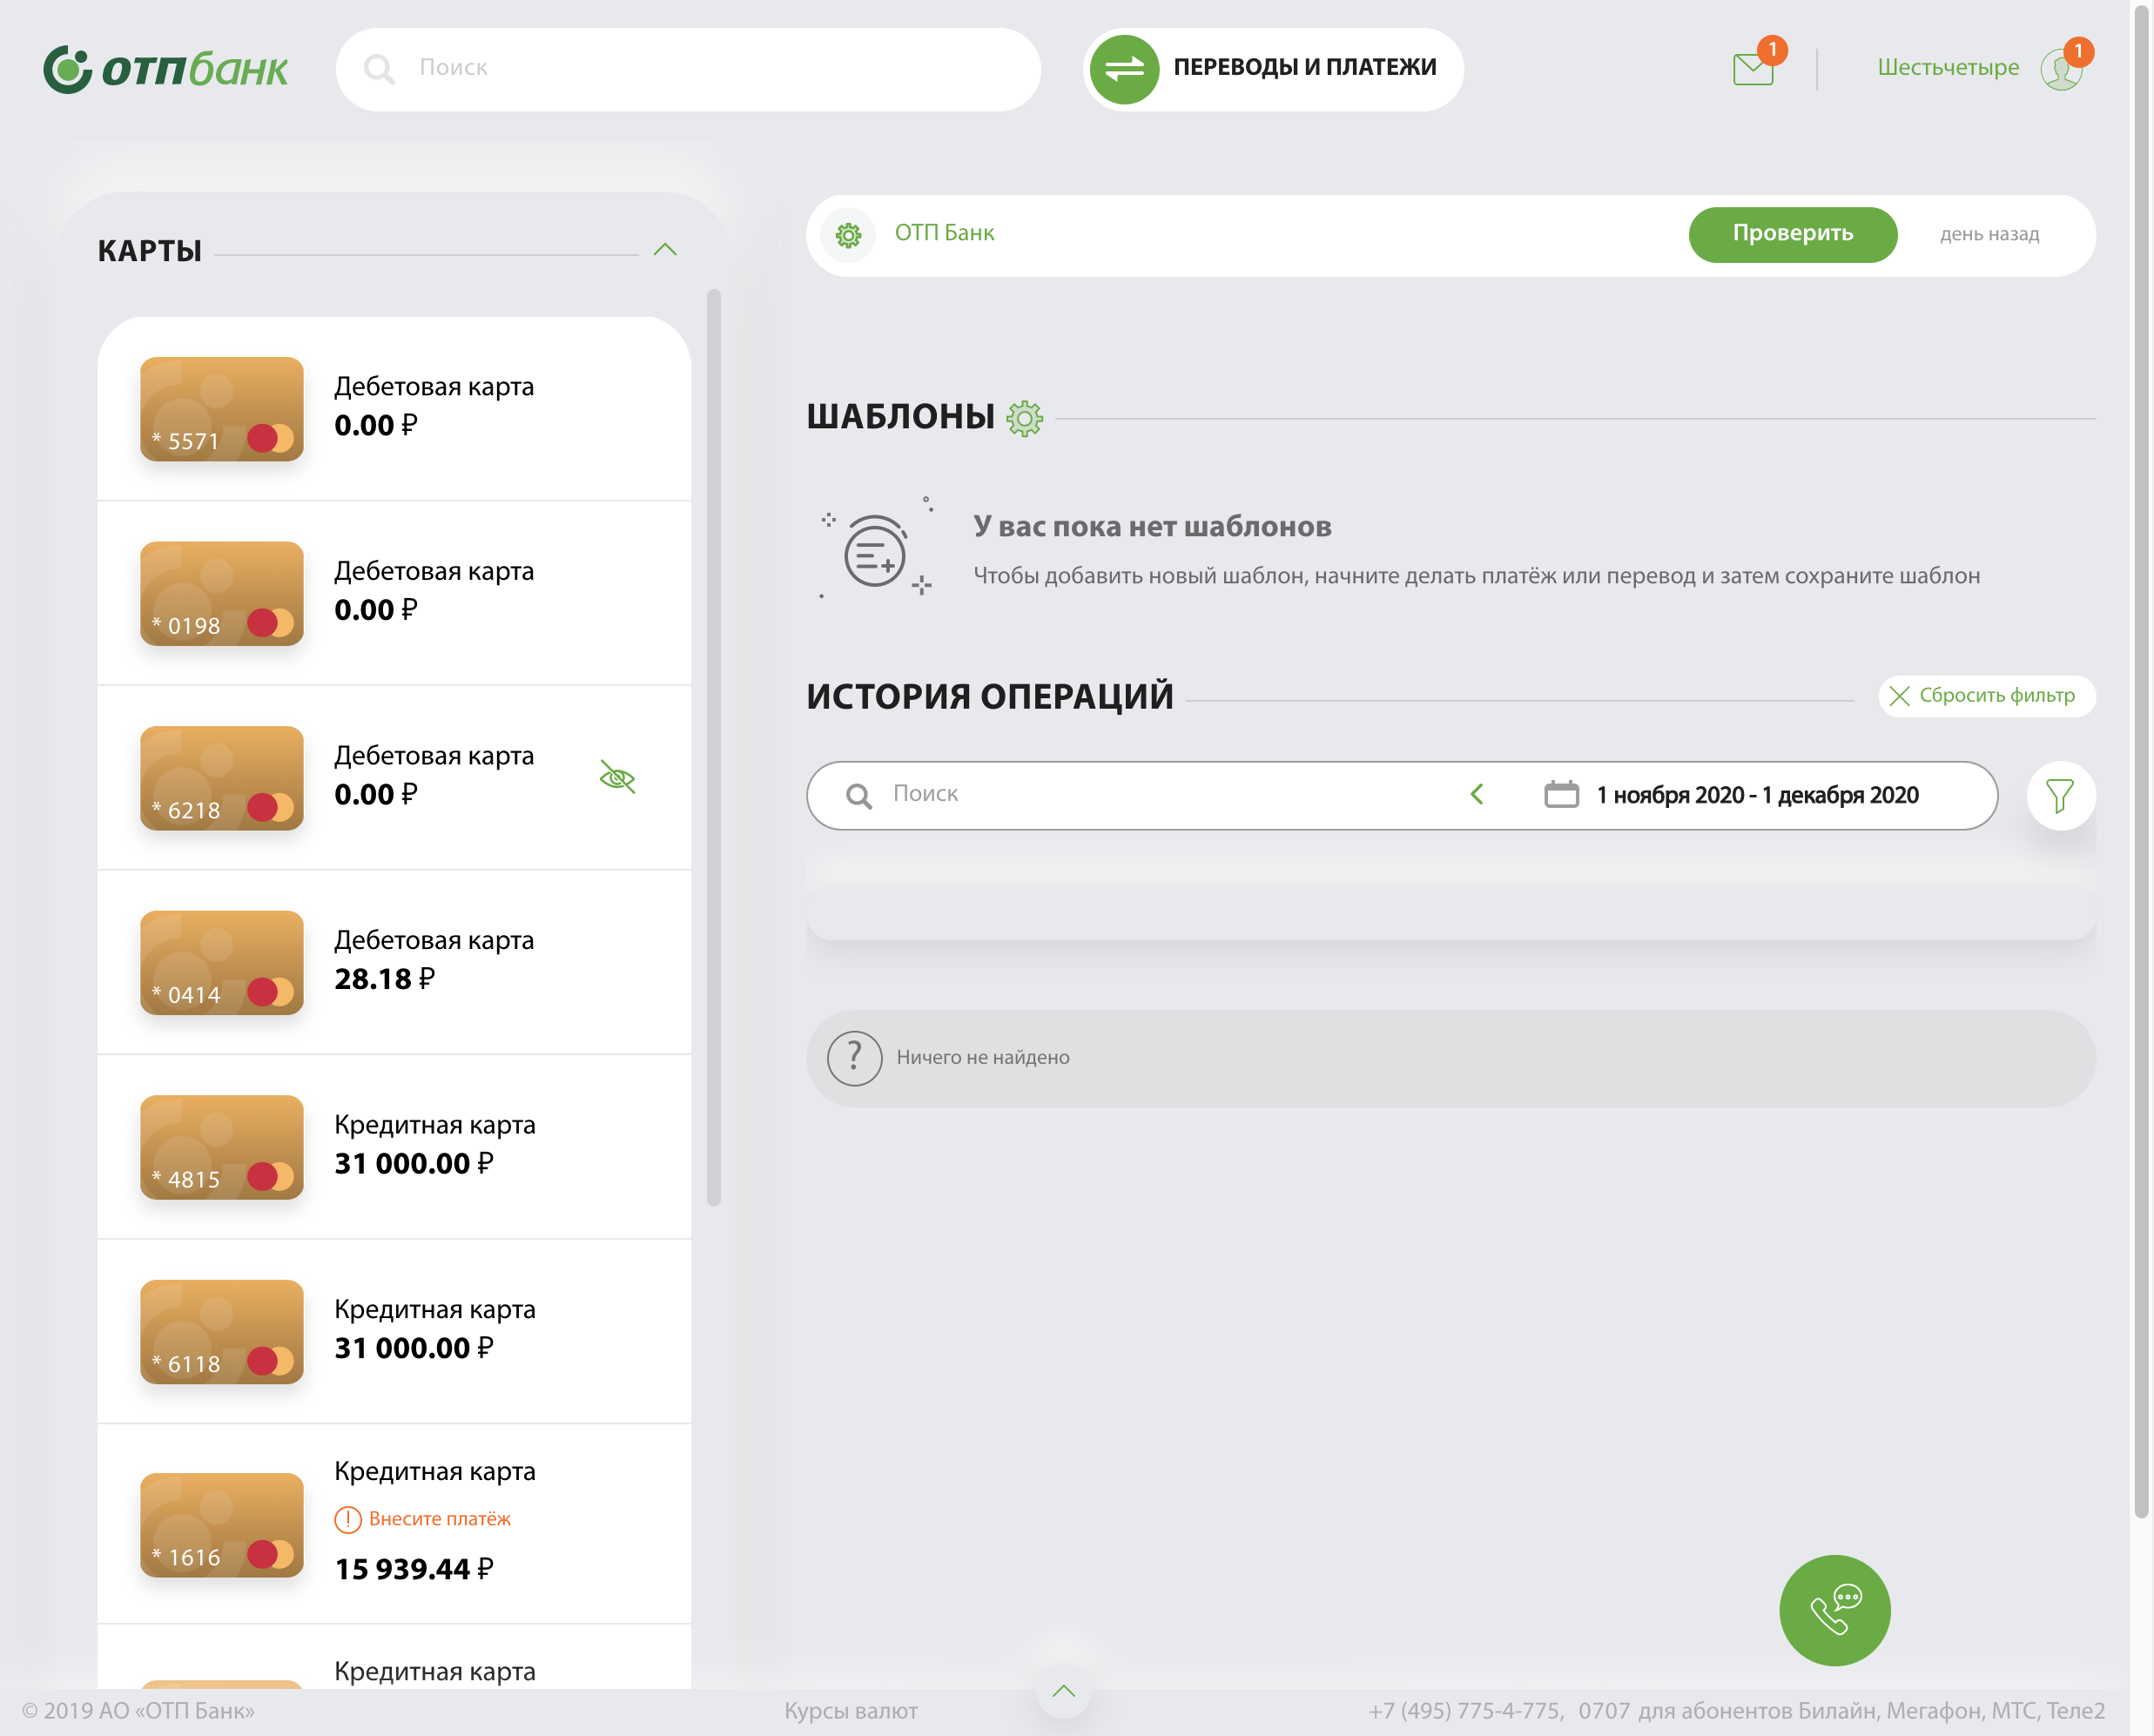 отпбанк
Поиск
ПЕРЕВОДЫ И ПЛАТЕЖИ
1
Шестьчетыре
1
КАРТЫ
* 5571
Дебетовая карта
0.00 ₽
* 0198
Дебетовая карта
0.00 ₽
* 6218
Дебетовая карта
0.00 ₽
* 0414
Дебетовая карта
28.18 ₽
* 4815
Кредитная карта
31 000.00 ₽
* 6118
Кредитная карта
31 000.00 ₽
* 1616
Кредитная карта
Внесите платёж
15 939.44 ₽
Кредитная карта
ОТП Банк
Проверить
день назад
ШАБЛОНЫ
У вас пока нет шаблонов
Чтобы добавить новый шаблон, начните делать платёж или перевод и затем сохраните шаблон
ИСТОРИЯ ОПЕРАЦИЙ
Сбросить фильтр
Поиск
1 ноября 2020 - 1 декабря 2020
? Ничего не найдено
© 2019 АО «ОТП Банк»
Курсы валют
+7 (495) 775-4-775, 0707 для абонентов Билайн, Мегафон, МТС, Теле2